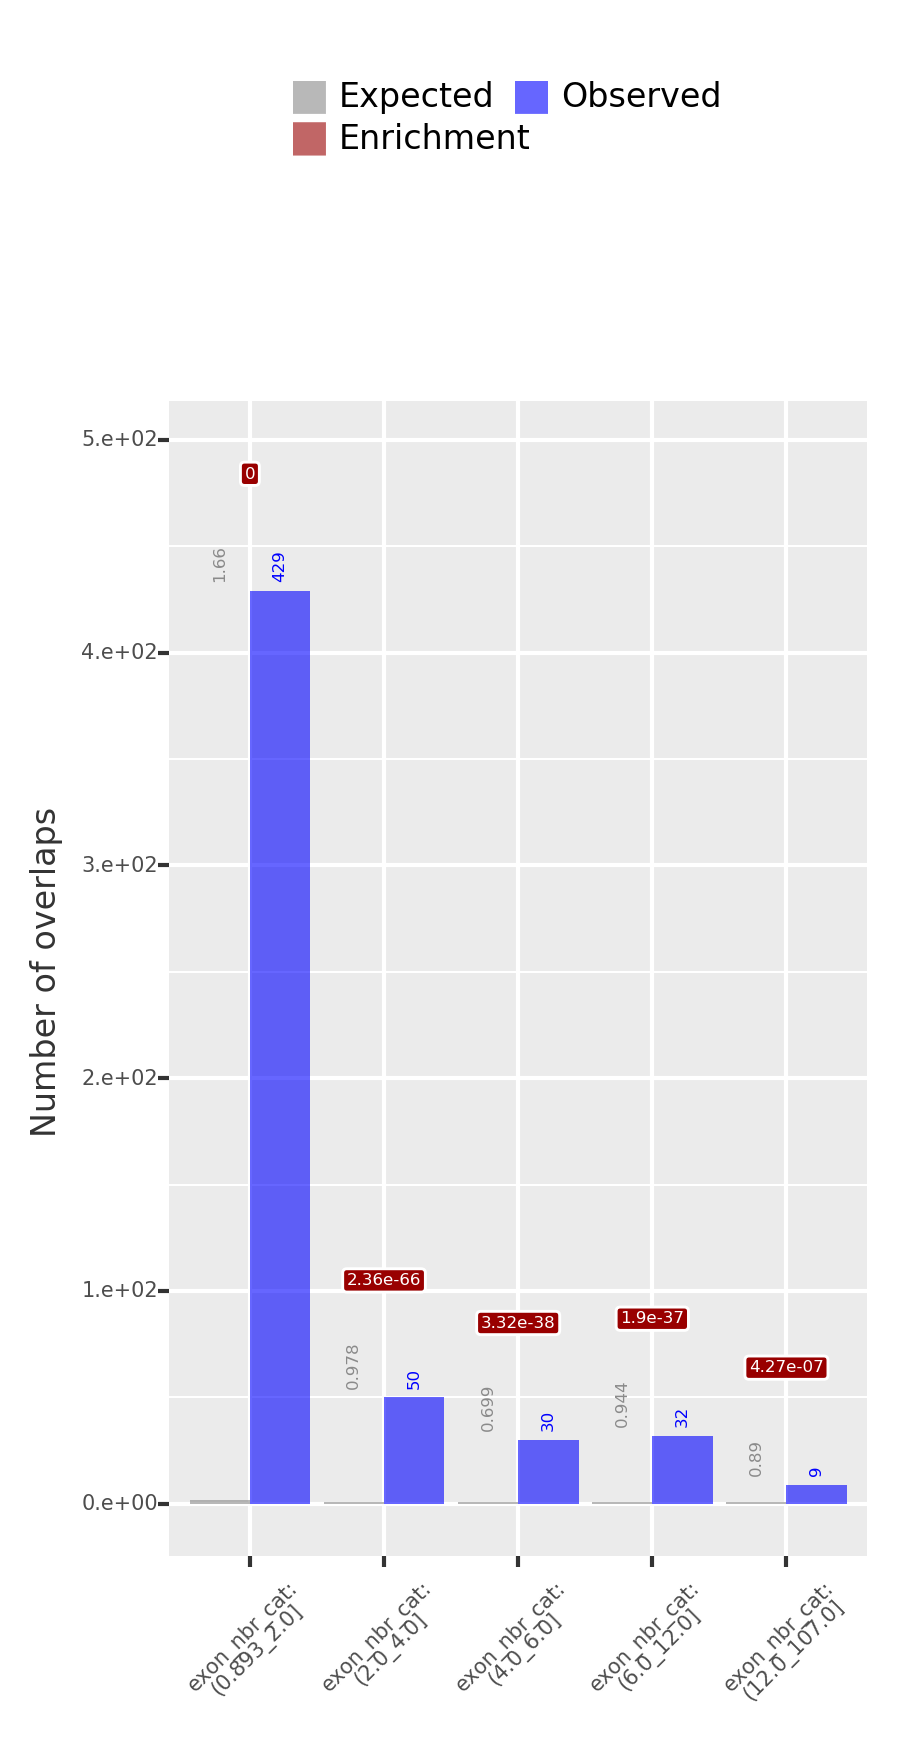 Expected
Observed
Enrichment
Number of overlaps
5.e+02
4.e+02
3.e+02
2.e+02
1.e+02
0.e+00
0
1.66
429
2.36e-66
0.978
50
3.32e-38
0.699
30
1.9e-37
0.944
32
4.27e-07
0.89
9
exon_nbr_cat:
(0.893_2.0]
exon_nbr_cat:
(2.0_4.0]
exon_nbr_cat:
(4.0_6.0]
exon_nbr_cat:
(6.0_12.0]
exon_nbr_cat:
(12.0_107.0]